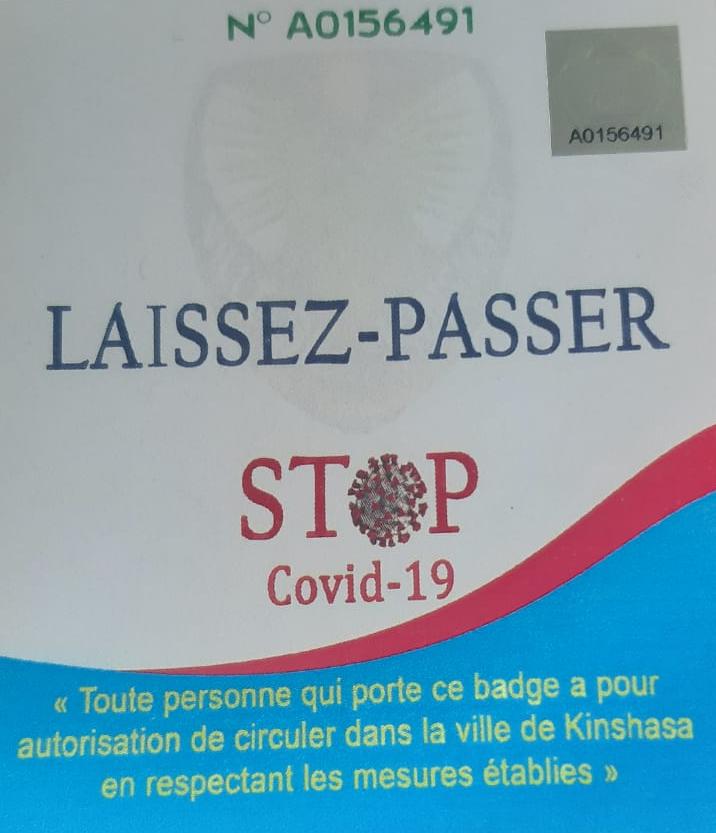 N° A0156491
A0156491
LAISSEZ-PASSER
STOP
Covid-19
« Toute personne qui porte ce badge a pour
autorisation de circuler dans la ville de Kinshasa
en respectant les mesures établies »